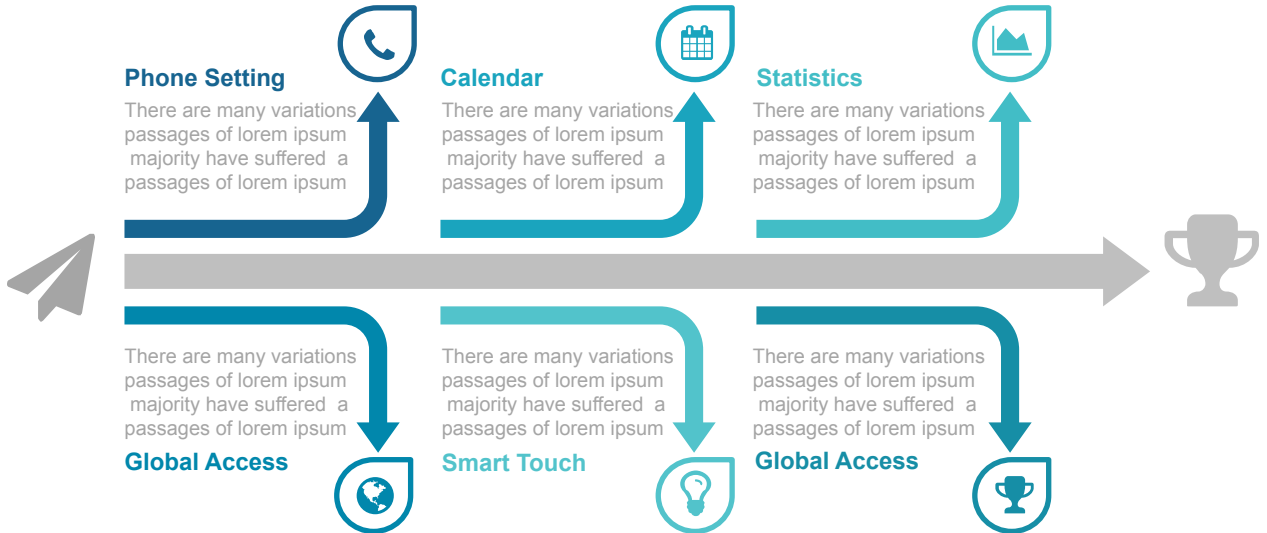 Phone Setting
There are many variations
passages of lorem ipsum
majority have suffered a
passages of lorem ipsum
Calendar
There are many variations
passages of lorem ipsum
majority have suffered a
passages of lorem ipsum
Statistics
There are many variations
passages of lorem ipsum
majority have suffered a
passages of lorem ipsum
There are many variations
passages of lorem ipsum
majority have suffered a
passages of lorem ipsum
Global Access
There are many variations
passages of lorem ipsum
majority have suffered a
passages of lorem ipsum
Smart Touch
There are many variations
passages of lorem ipsum
majority have suffered a
passages of lorem ipsum
Global Access